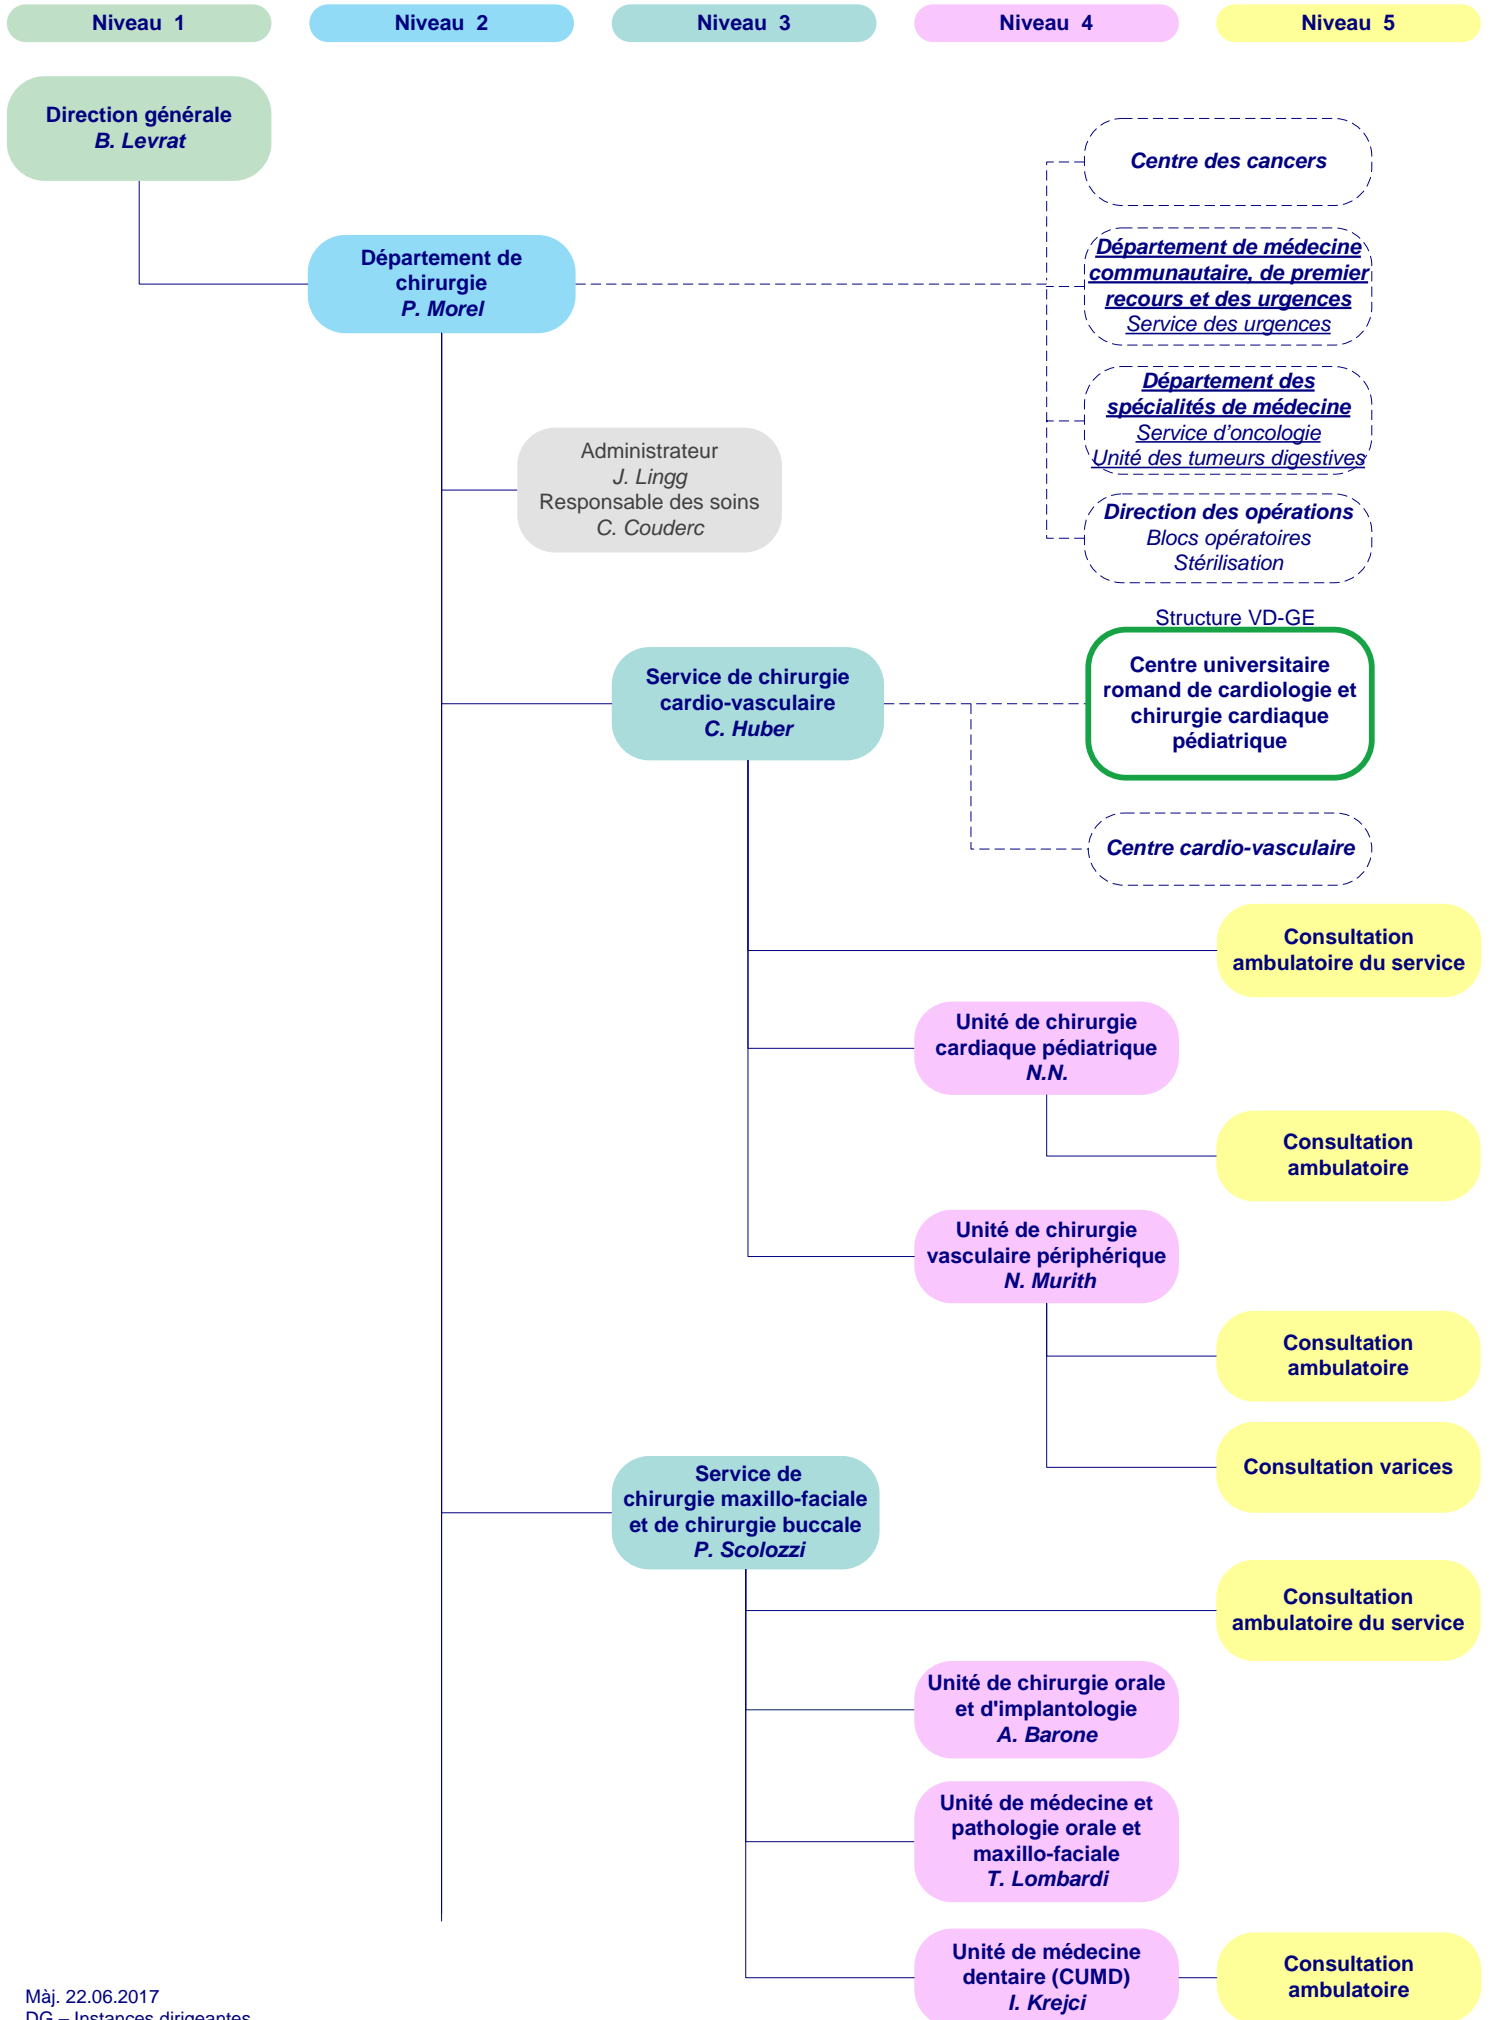 Niveau 1
Niveau 2
Niveau 3
Niveau 4
Niveau 5
Direction générale
B. Levrat
Centre des cancers
Département de
chirurgie
P. Morel
Département de médecine
communautaire, de premier
recours et des urgences
Service des urgences
Département des
spécialités de médecine
Service d'oncologie
Unité des tumeurs digestives
Administrateur
J. Lingg
Responsable des soins
C. Couderc
Direction des opérations
Blocs opératoires
Stérilisation
Structure VD-GE
Service de chirurgie
cardio-vasculaire
C. Huber
Centre universitaire
romand de cardiologie et
chirurgie cardiaque
pédiatrique
Centre cardio-vasculaire
Consultation
ambulatoire du service
Unité de chirurgie
cardiaque pédiatrique
N.N.
Consultation
ambulatoire
Unité de chirurgie
vasculaire périphérique
N. Murith
Consultation
ambulatoire
Consultation varices
Service de
chirurgie maxillo-faciale
et de chirurgie buccale
P. Scolozzi
Consultation
ambulatoire du service
Unité de chirurgie orale
et d'implantologie
A. Barone
Unité de médecine et
pathologie orale et
maxillo-faciale
T. Lombardi
Unité de médecine
dentaire (CUMD)
I. Krejci
Consultation
ambulatoire
Màj. 22.06.2017
DG – Instances dirigeantes